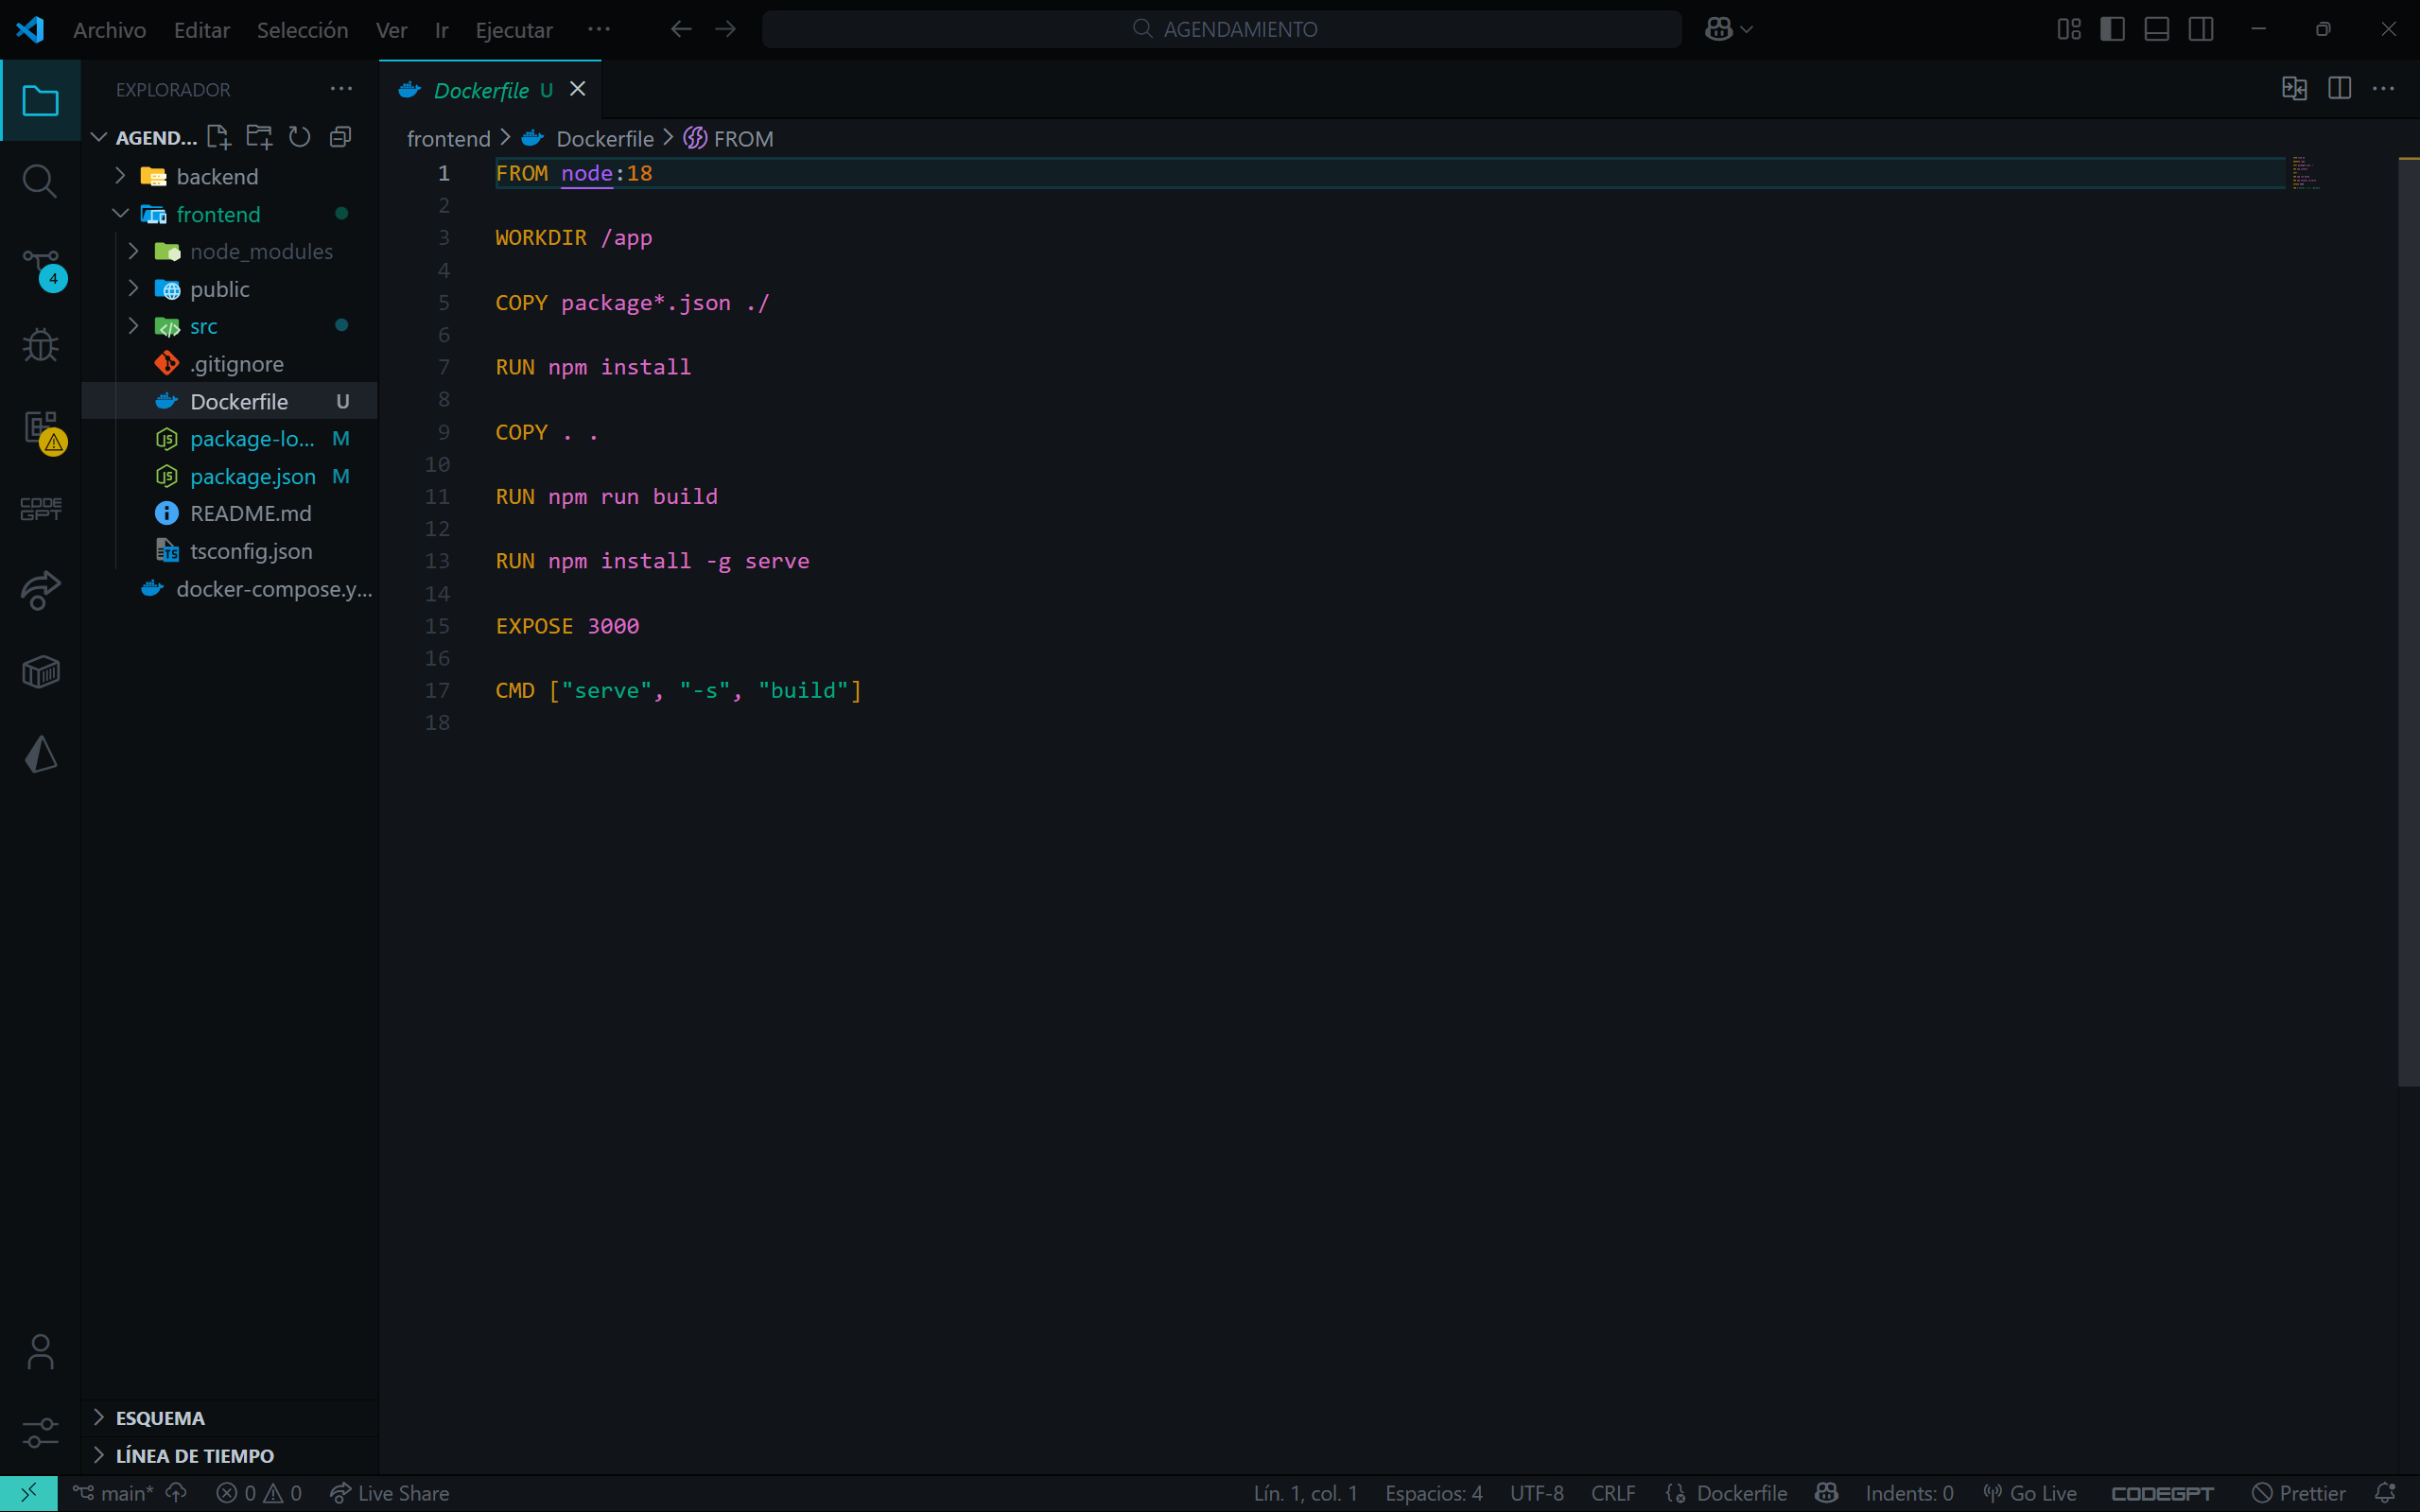 Archivo Editar Selección Ver Ir Ejecutar ··· AGENDAMIENTO
EXPLORADOR ···
AGEND...
backend
frontend
node_modules
public
src
.gitignore
Dockerfile U
package-lo... M
package.json M
README.md
tsconfig.json
docker-compose.y...
4
CODE
GPT
ESQUEMA
LÍNEA DE TIEMPO
Dockerfile U
frontend > Dockerfile > FROM
1 FROM node:18
2
3 WORKDIR /app
4
5 COPY package*.json ./
6
7 RUN npm install
8
9 COPY . .
10
11 RUN npm run build
12
13 RUN npm install -g serve
14
15 EXPOSE 3000
16
17 CMD ["serve", "-s", "build"]
18
main* 0 0 Live Share Lín. 1, col. 1 Espacios: 4 UTF-8 CRLF Dockerfile Indents: 0 Go Live CODEGPT Prettier